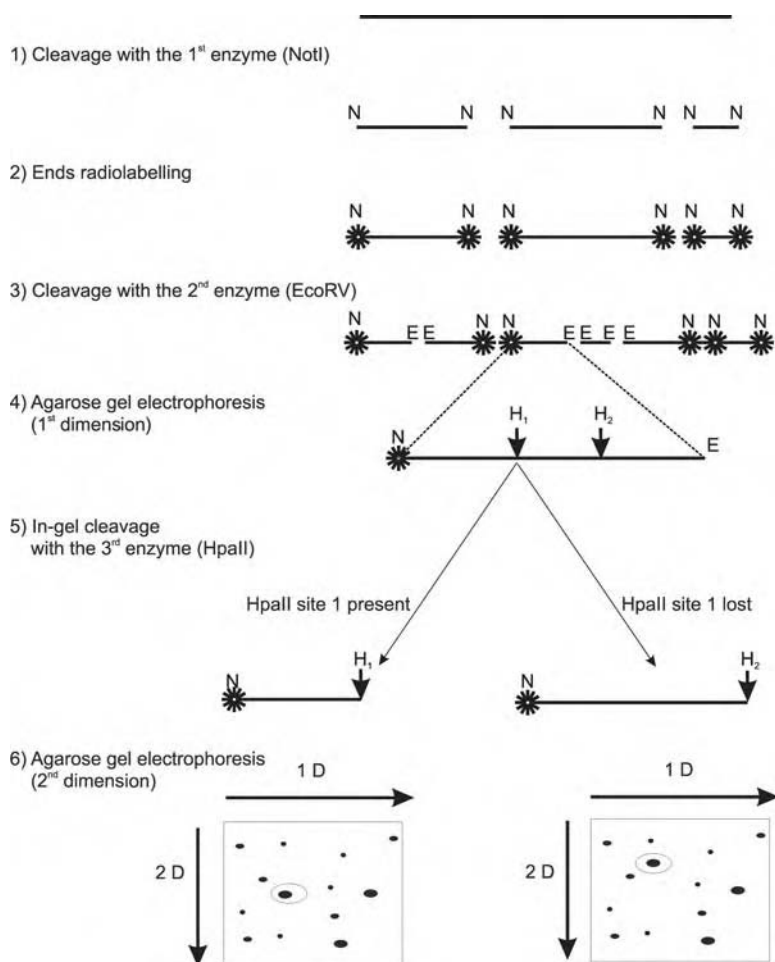 1) Cleavage with the 1st enzyme (NotI)
N N N N N N
2) Ends radiolabelling
N N N N N N
3) Cleavage with the 2nd enzyme (EcoRV)
N E E N N E E E E N N N
4) Agarose gel electrophoresis
(1st dimension)
N H1 H2 E
5) In-gel cleavage
with the 3rd enzyme (HpaII)
HpaII site 1 present HpaII site 1 lost
N H1 N H2
6) Agarose gel electrophoresis
(2nd dimension)
1 D 1 D
2 D 2 D